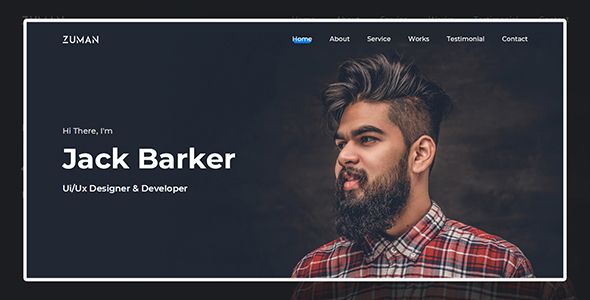 ZUMAN
Home About Service Works Testimonial Contact
Hi There, I'm
Jack Barker
Ui/Ux Designer & Developer